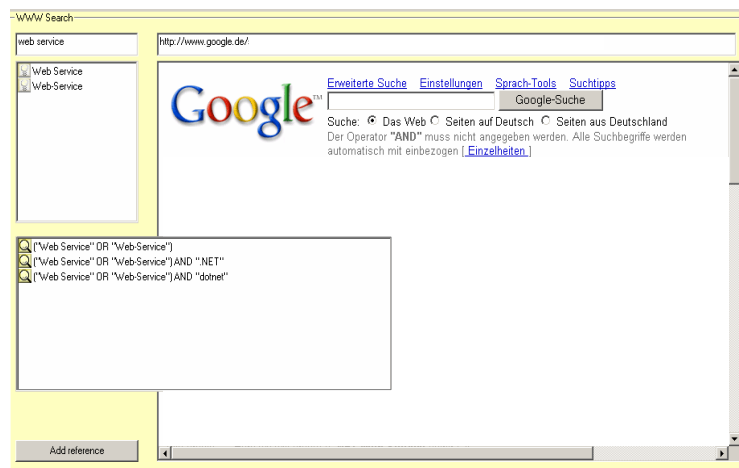 WWW Search
web service
http://www.google.de/
Web Service
Web-Service
Google™
Erweiterte Suche Einstellungen Sprach-Tools Suchtipps
Google-Suche
Suche: Das Web Seiten auf Deutsch Seiten aus Deutschland
Der Operator "AND" muss nicht angegeben werden. Alle Suchbegriffe werden
automatisch mit einbezogen [ Einzelheiten ]
("Web Service" OR "Web-Service")
("Web Service" OR "Web-Service") AND ".NET"
("Web Service" OR "Web-Service") AND "dotnet"
Add reference